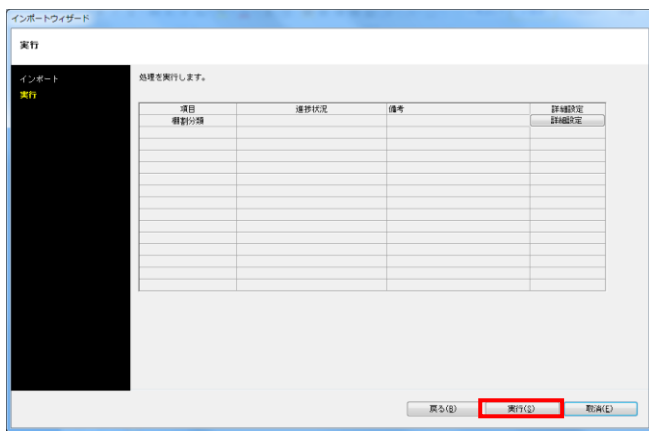 インポートウィザード
実行
インポート
実行
処理を実行します。
項目 進捗状況 備考 詳細設定
棚割分類 詳細設定
戻る(B) 実行(S) 取消(E)